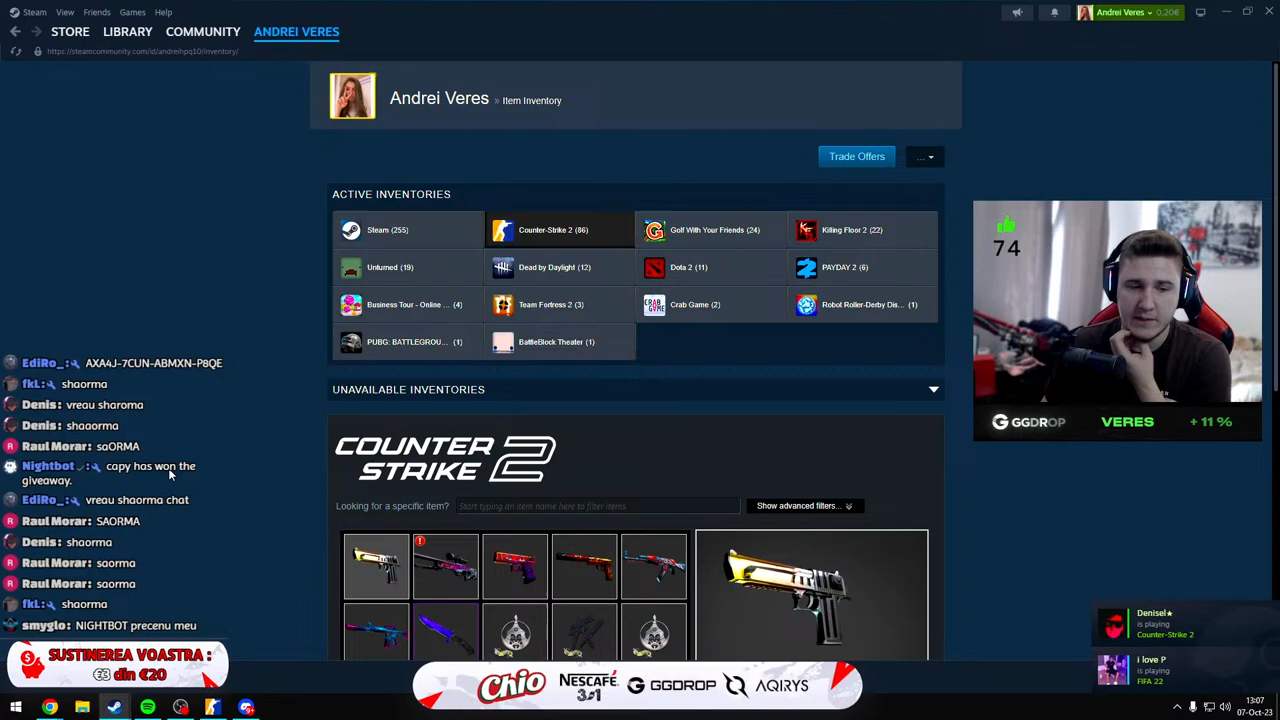 Steam View Friends Games Help
Andrei Veres 0,20€
STORE LIBRARY COMMUNITY ANDREI VERES
https://steamcommunity.com/id/andreihpq10/inventory/
Andrei Veres » Item Inventory
Trade Offers ...
ACTIVE INVENTORIES
Steam (255) Counter-Strike 2 (86) Golf With Your Friends (24) Killing Floor 2 (22)
Unturned (19) Dead by Daylight (12) Dota 2 (11) PAYDAY 2 (6)
Business Tour - Online ... (4) Team Fortress 2 (3) Crab Game (2) Robot Roller-Derby Dis... (1)
PUBG: BATTLEGROU... (1) BattleBlock Theater (1)
UNAVAILABLE INVENTORIES
COUNTER
STRIKE 2
Looking for a specific item? Start typing an item name here to filter items Show advanced filters...
74
GGDROP VERES + 11 %
EdiRo_: AXA4J-7CUN-ABMXN-P8QE
fkL: shaorma
Denis: vreau sharoma
Denis: shaaorma
R Raul Morar: saORMA
Nightbot: capy has won the
giveaway.
EdiRo_: vreau shaorma chat
R Raul Morar: SAORMA
Denis: shaorma
R Raul Morar: saorma
R Raul Morar: saorma
fkL: shaorma
smyglo: NIGHTBOT precenu meu
SUSTINEREA VOASTRA :
€3 din €20
Chio NESCAFÉ 3in1 GGDROP AQIRYS
Denisel★
is playing
Counter-Strike 2
i love P
is playing
FIFA 22
13:07
07-Oct-23